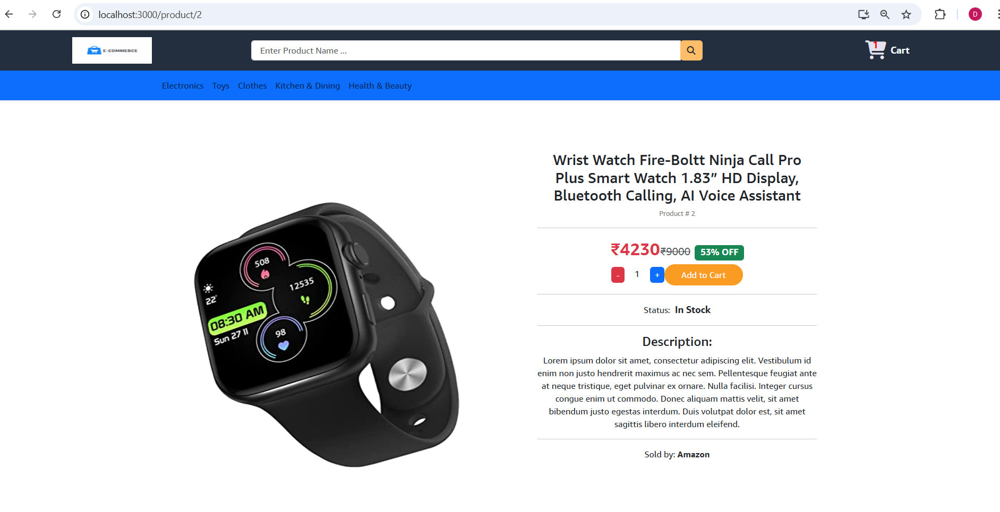 localhost:3000/product/2
D
E-COMMERCE
Enter Product Name ...
1
Cart
Electronics Toys Clothes Kitchen & Dining Health & Beauty
Wrist Watch Fire-Boltt Ninja Call Pro
Plus Smart Watch 1.83” HD Display,
Bluetooth Calling, AI Voice Assistant
Product # 2
₹4230 ₹9000 53% OFF
- 1 + Add to Cart
Status: In Stock
Description:
Lorem ipsum dolor sit amet, consectetur adipiscing elit. Vestibulum id
enim non justo hendrerit maximus ac nec sem. Pellentesque feugiat ante
at neque tristique, eget pulvinar ex ornare. Nulla facilisi. Integer cursus
congue enim ut commodo. Donec aliquam mattis velit, sit amet
bibendum justo egestas interdum. Duis volutpat dolor est, sit amet
sagittis libero interdum eleifend.
Sold by: Amazon
508
12535
22°
08:30 AM
Sun 27 11
98